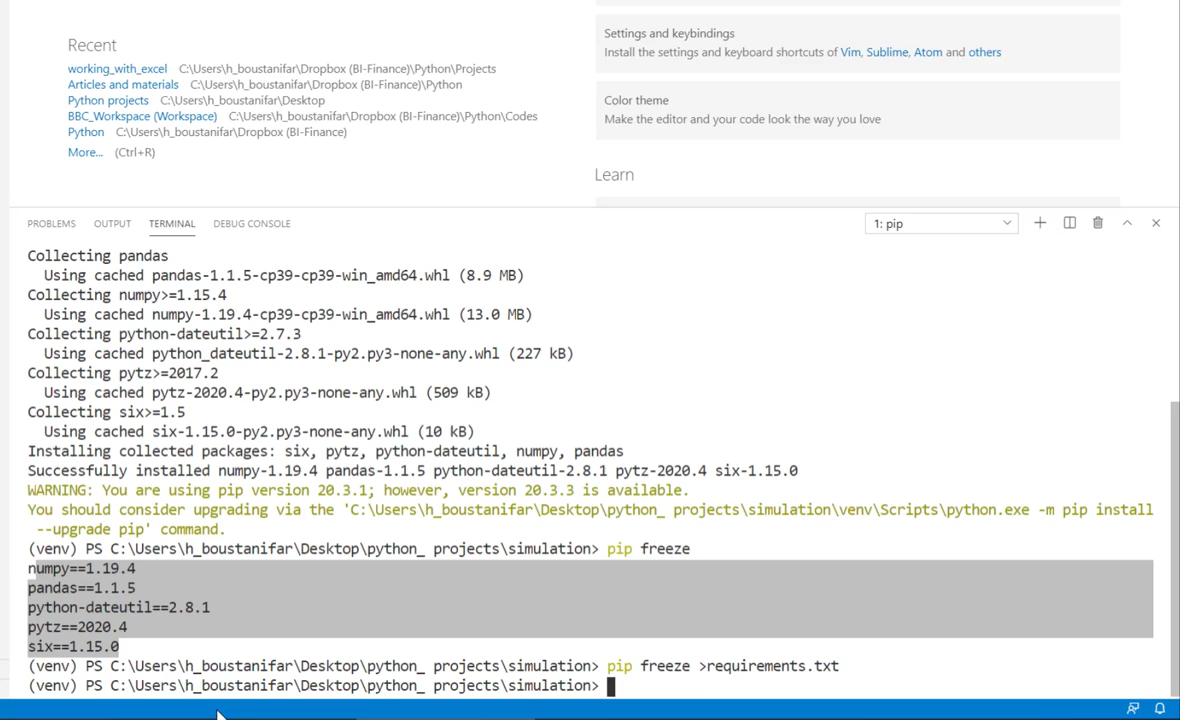 Recent
working_with_excel C:\Users\h_boustanifar\Dropbox (BI-Finance)\Python\Projects
Articles and materials C:\Users\h_boustanifar\Dropbox (BI-Finance)\Python
Python projects C:\Users\h_boustanifar\Desktop
BBC_Workspace (Workspace) C:\Users\h_boustanifar\Dropbox (BI-Finance)\Python\Codes
Python C:\Users\h_boustanifar\Dropbox (BI-Finance)
More... (Ctrl+R)
Settings and keybindings
Install the settings and keyboard shortcuts of Vim, Sublime, Atom and others
Color theme
Make the editor and your code look the way you love
Learn
PROBLEMS OUTPUT TERMINAL DEBUG CONSOLE 1: pip
Collecting pandas
Using cached pandas-1.1.5-cp39-cp39-win_amd64.whl (8.9 MB)
Collecting numpy>=1.15.4
Using cached numpy-1.19.4-cp39-cp39-win_amd64.whl (13.0 MB)
Collecting python-dateutil>=2.7.3
Using cached python_dateutil-2.8.1-py2.py3-none-any.whl (227 kB)
Collecting pytz>=2017.2
Using cached pytz-2020.4-py2.py3-none-any.whl (509 kB)
Collecting six>=1.5
Using cached six-1.15.0-py2.py3-none-any.whl (10 kB)
Installing collected packages: six, pytz, python-dateutil, numpy, pandas
Successfully installed numpy-1.19.4 pandas-1.1.5 python-dateutil-2.8.1 pytz-2020.4 six-1.15.0
WARNING: You are using pip version 20.3.1; however, version 20.3.3 is available.
You should consider upgrading via the 'C:\Users\h_boustanifar\Desktop\python_ projects\simulation\venv\Scripts\python.exe -m pip install
--upgrade pip' command.
(venv) PS C:\Users\h_boustanifar\Desktop\python_ projects\simulation> pip freeze
numpy==1.19.4
pandas==1.1.5
python-dateutil==2.8.1
pytz==2020.4
six==1.15.0
(venv) PS C:\Users\h_boustanifar\Desktop\python_ projects\simulation> pip freeze >requirements.txt
(venv) PS C:\Users\h_boustanifar\Desktop\python_ projects\simulation>